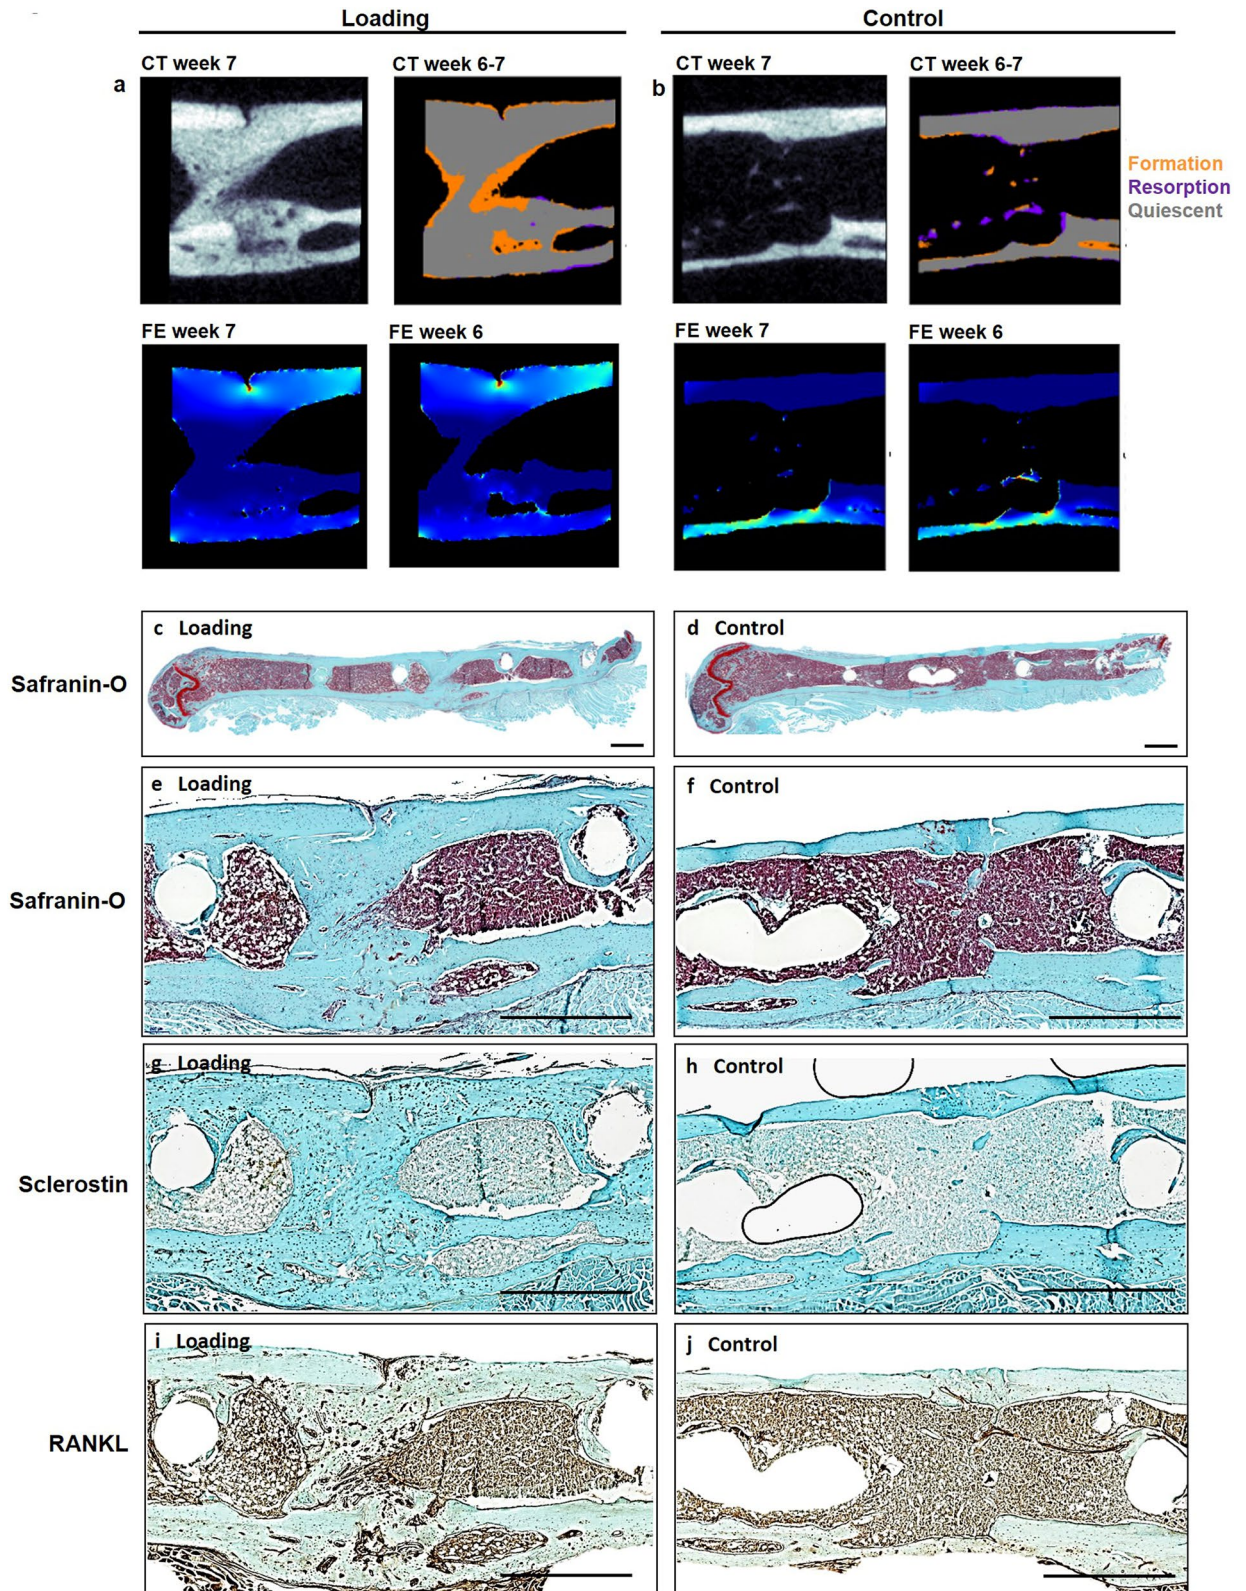 Loading
Control
CT week 7
CT week 6-7
CT week 7
CT week 6-7
a
b
Formation
Resorption
Quiescent
FE week 7
FE week 6
FE week 7
FE week 6
c Loading
d Control
Safranin-O
e Loading
f Control
Safranin-O
g Loading
h Control
Sclerostin
i Loading
j Control
RANKL